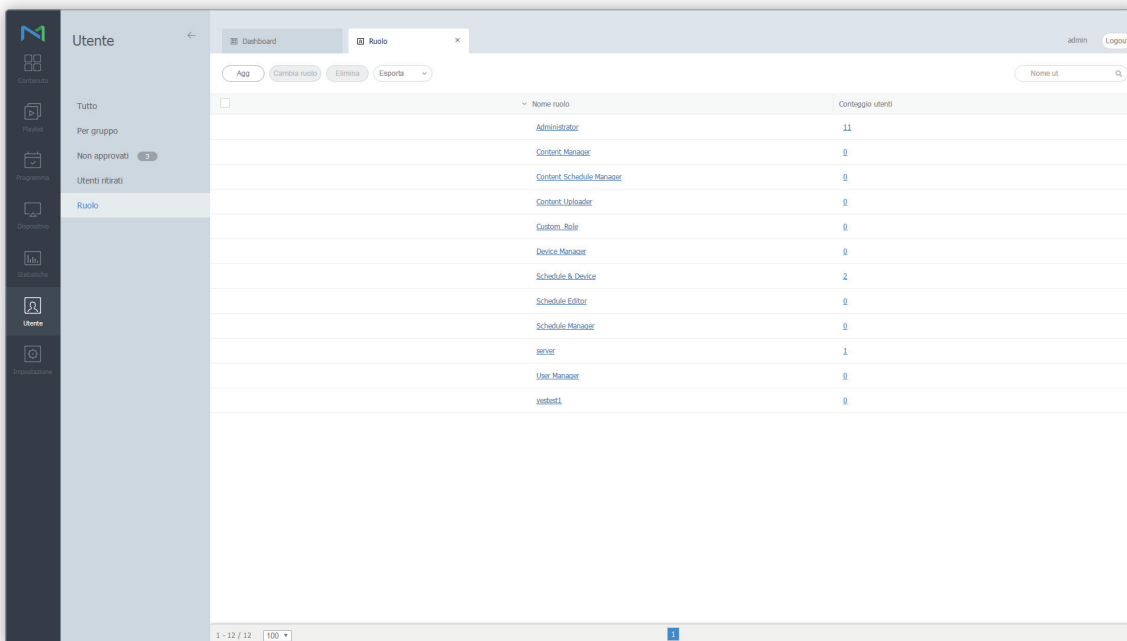 Utente
←
Dashboard
Ruolo
×
admin
Logout
Agg
Cambia ruolo
Elimina
Esporta
Nome ut
Contenuto
Playlist
Programma
Dispositivo
Statistiche
Utente
Impostazione
Tutto
Per gruppo
Non approvati 3
Utenti ritirati
Ruolo
Nome ruolo Conteggio utenti
Administrator 11
Content Manager 0
Content Schedule Manager 0
Content Uploader 0
Custom_Role 0
Device Manager 0
Schedule & Device 2
Schedule Editor 0
Schedule Manager 0
server 1
User Manager 0
yestest1 0
1 - 12 / 12 100 1